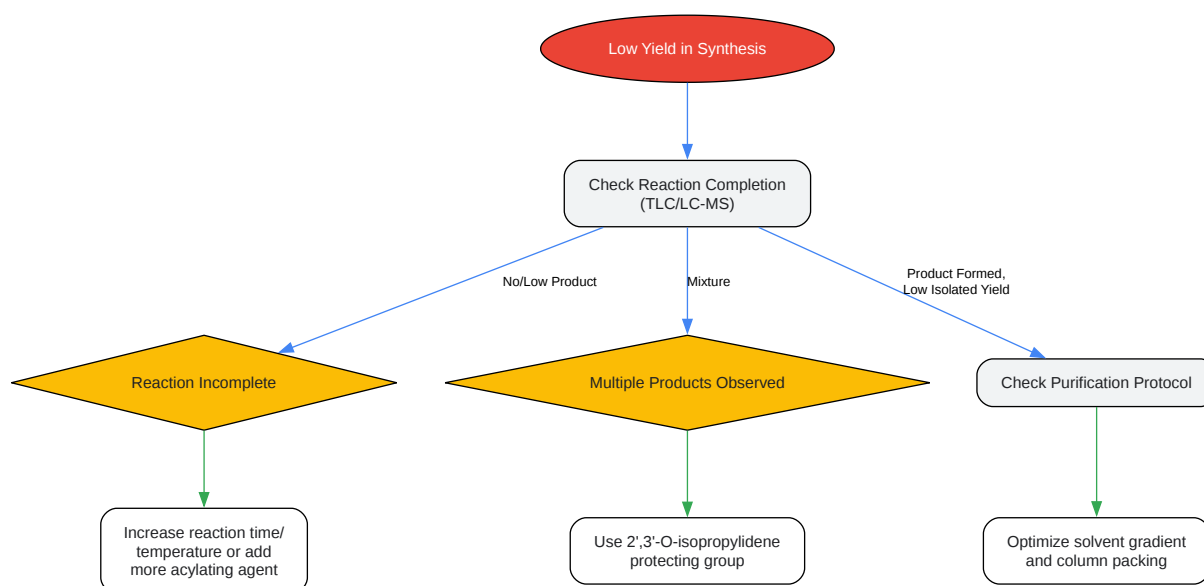 Low Yield in Synthesis
Check Reaction Completion
(TLC/LC-MS)
No/Low Product
Mixture
Product Formed,
Low Isolated Yield
Reaction Incomplete
Multiple Products Observed
Check Purification Protocol
Increase reaction time/
temperature or add
more acylating agent
Use 2',3'-O-isopropylidene
protecting group
Optimize solvent gradient
and column packing